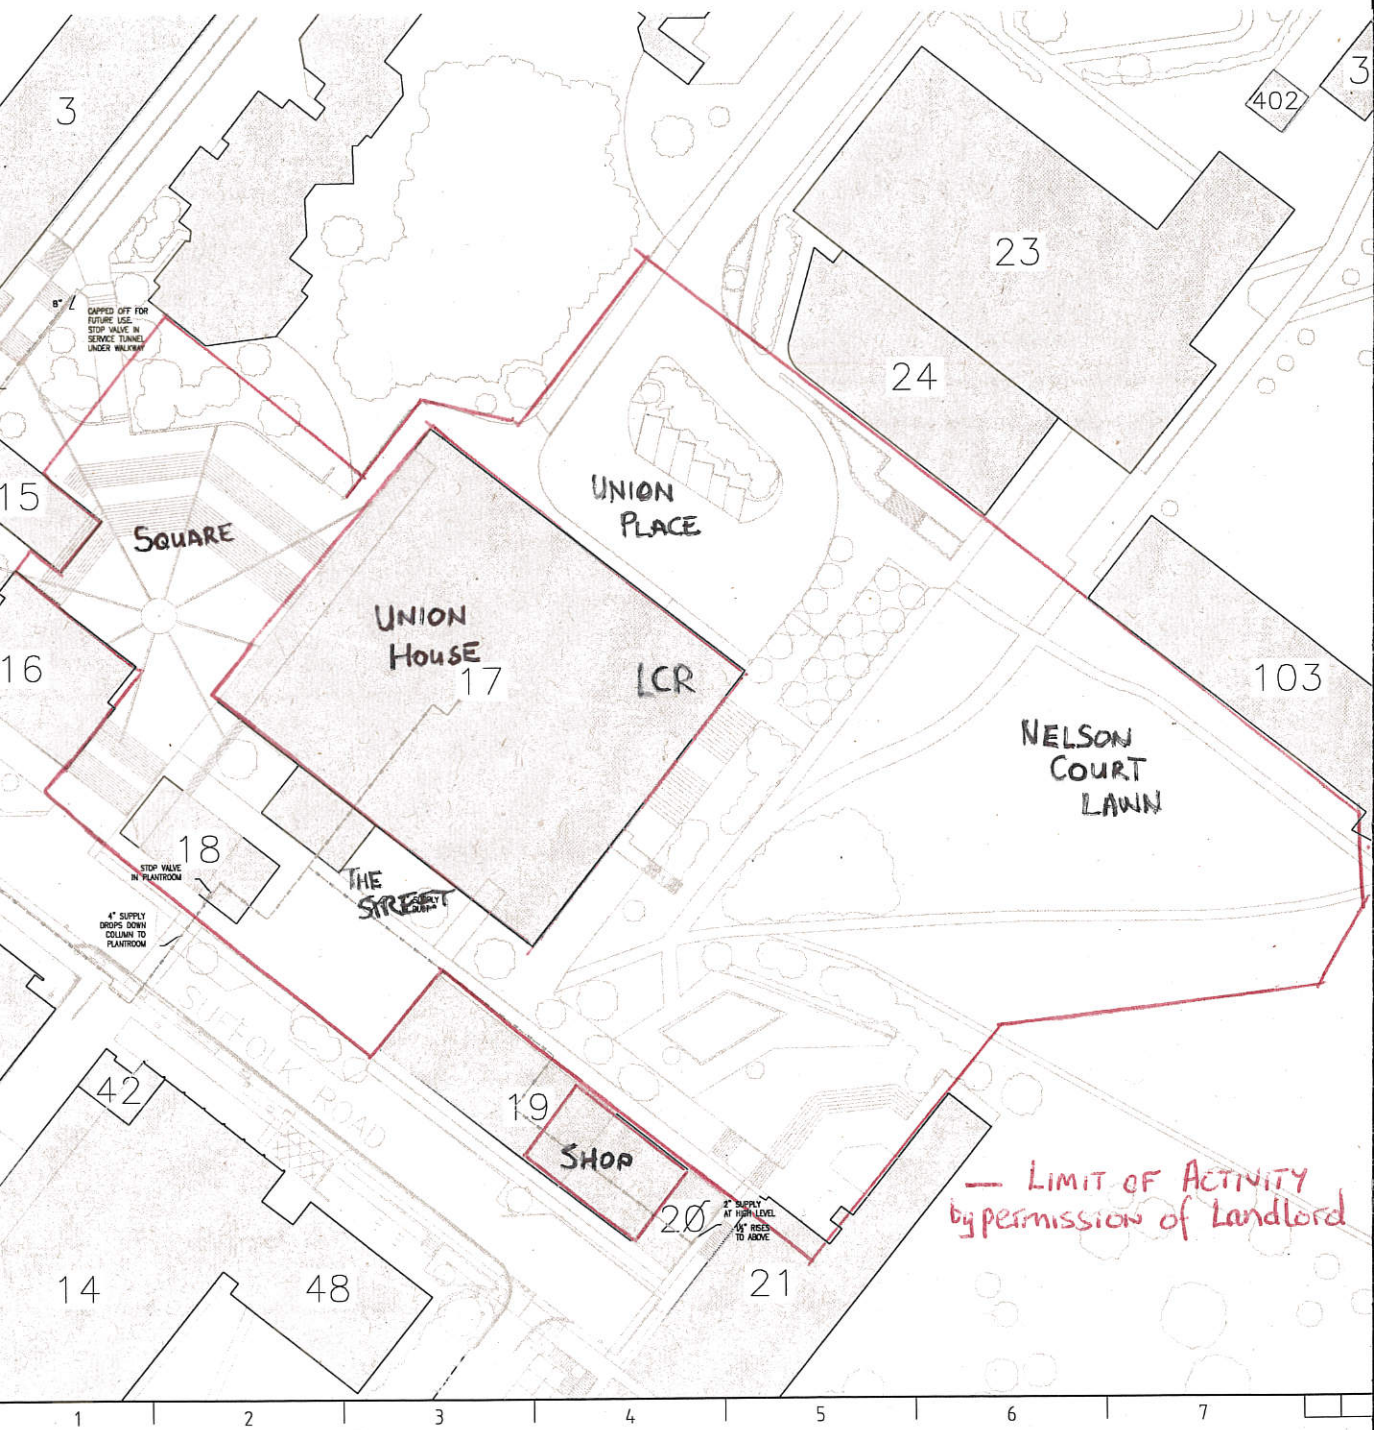 3
402
3
23
8"
CAPPED OFF FOR
FUTURE USE.
STOP VALVE IN
SERVICE TUNNEL
UNDER WALKWAY
24
15
UNION
PLACE
SQUARE
UNION
HOUSE
17
LCR
16
103
NELSON
COURT
LAWN
18
STOP VALVE
IN PLANTROOM
THE
STREET
4" SUPPLY
DROPS DOWN
COLUMN TO
PLANTROOM
ROAD
42
19
SHOP
— LIMIT OF ACTIVITY
by permission of Landlord
20
2" SUPPLY
AT HIGH LEVEL
1½" RISES
TO ABOVE
14
48
21
1 2 3 4 5 6 7